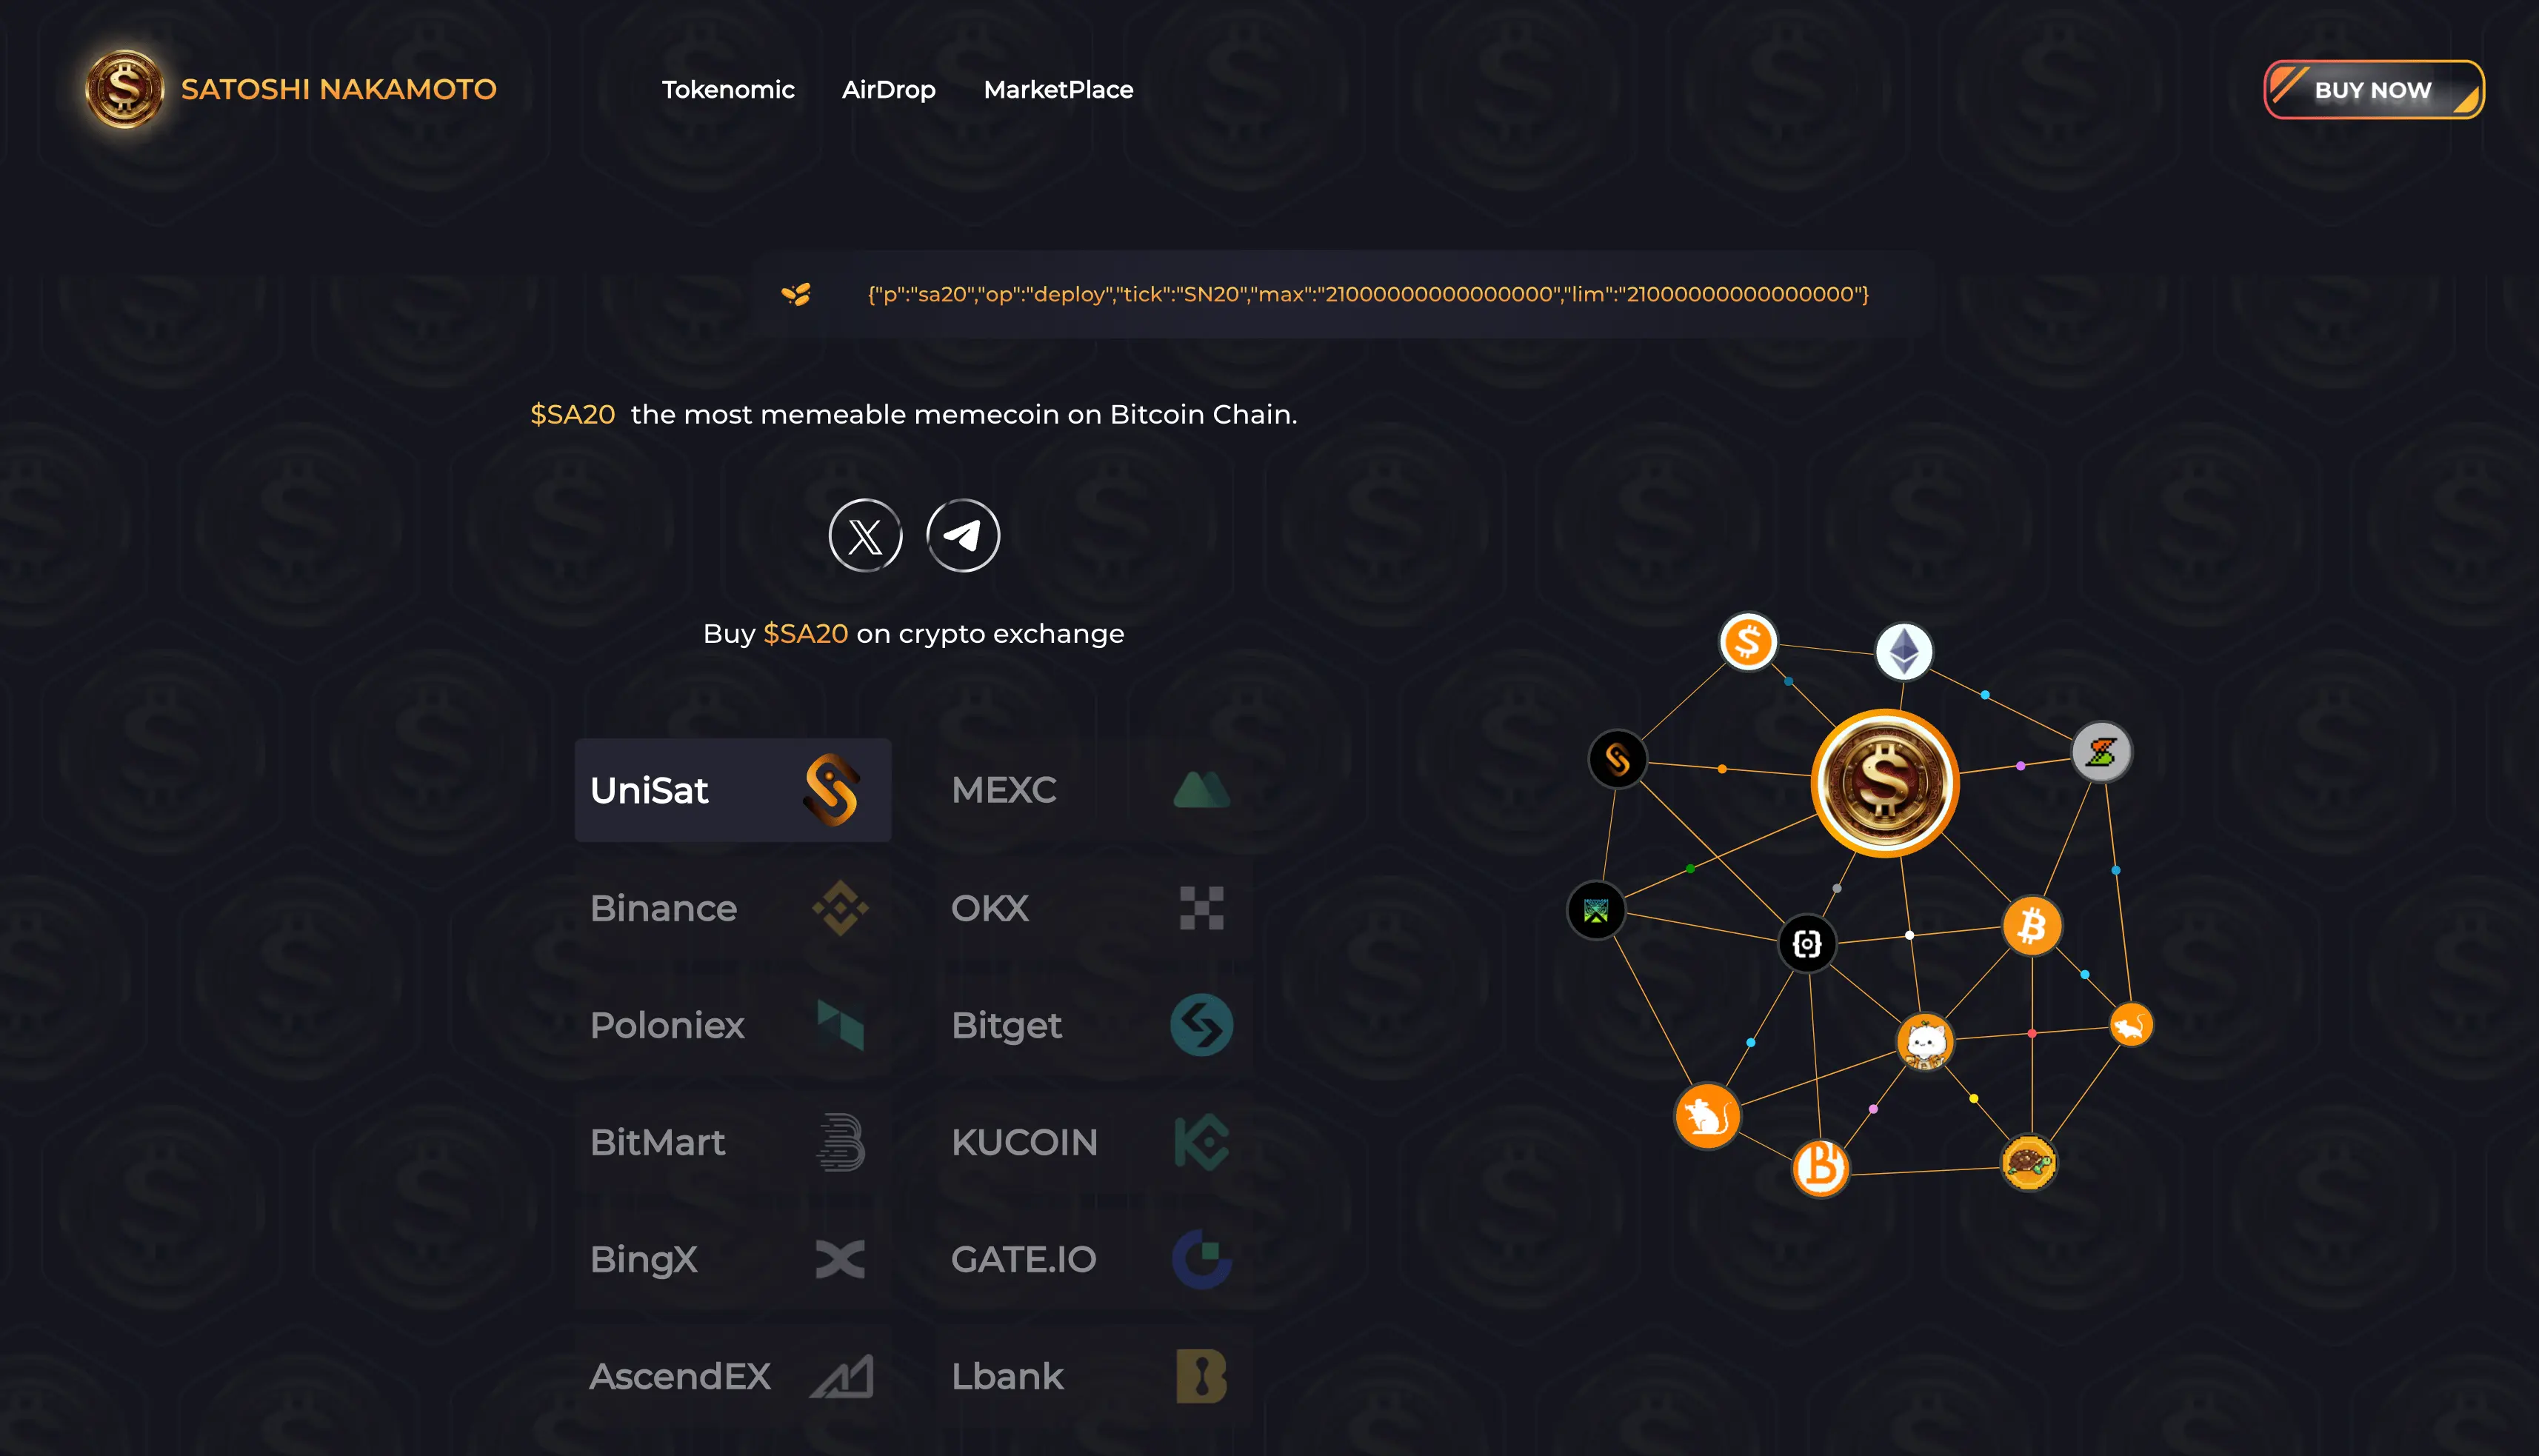 SATOSHI NAKAMOTO
Tokenomic
AirDrop
MarketPlace
BUY NOW
{"p":"sa20","op":"deploy","tick":"SN20","max":"21000000000000000","lim":"21000000000000000"}
$SA20 the most memeable memecoin on Bitcoin Chain.
Buy $SA20 on crypto exchange
UniSat
MEXC
Binance
OKX
Poloniex
Bitget
BitMart
KUCOIN
BingX
GATE.IO
AscendEX
Lbank